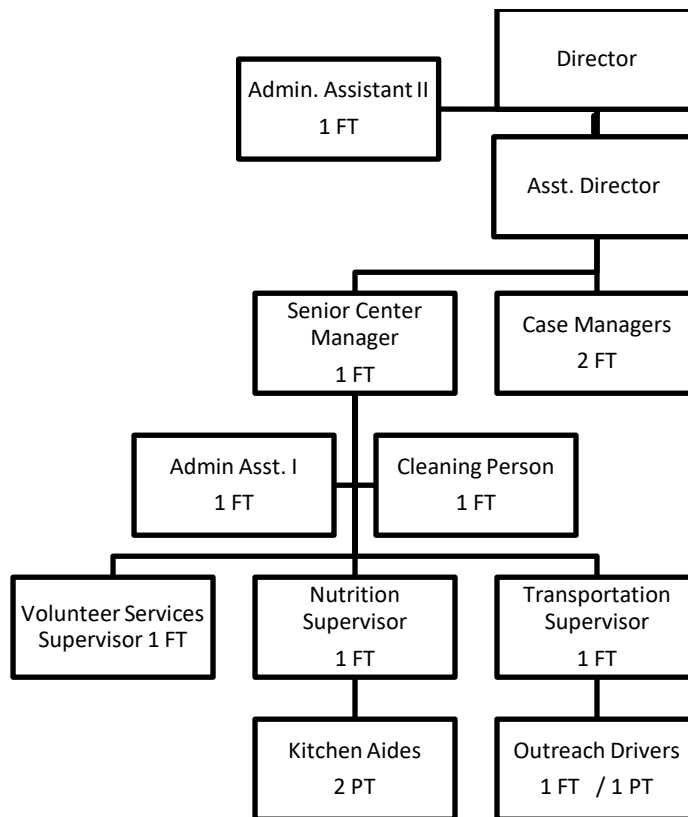 Director
Admin. Assistant II
1 FT
Asst. Director
Senior Center
Manager
1 FT
Case Managers
2 FT
Admin Asst. I
1 FT
Cleaning Person
1 FT
Volunteer Services
Supervisor 1 FT
Nutrition
Supervisor
1 FT
Transportation
Supervisor
1 FT
Kitchen Aides
2 PT
Outreach Drivers
1 FT / 1 PT